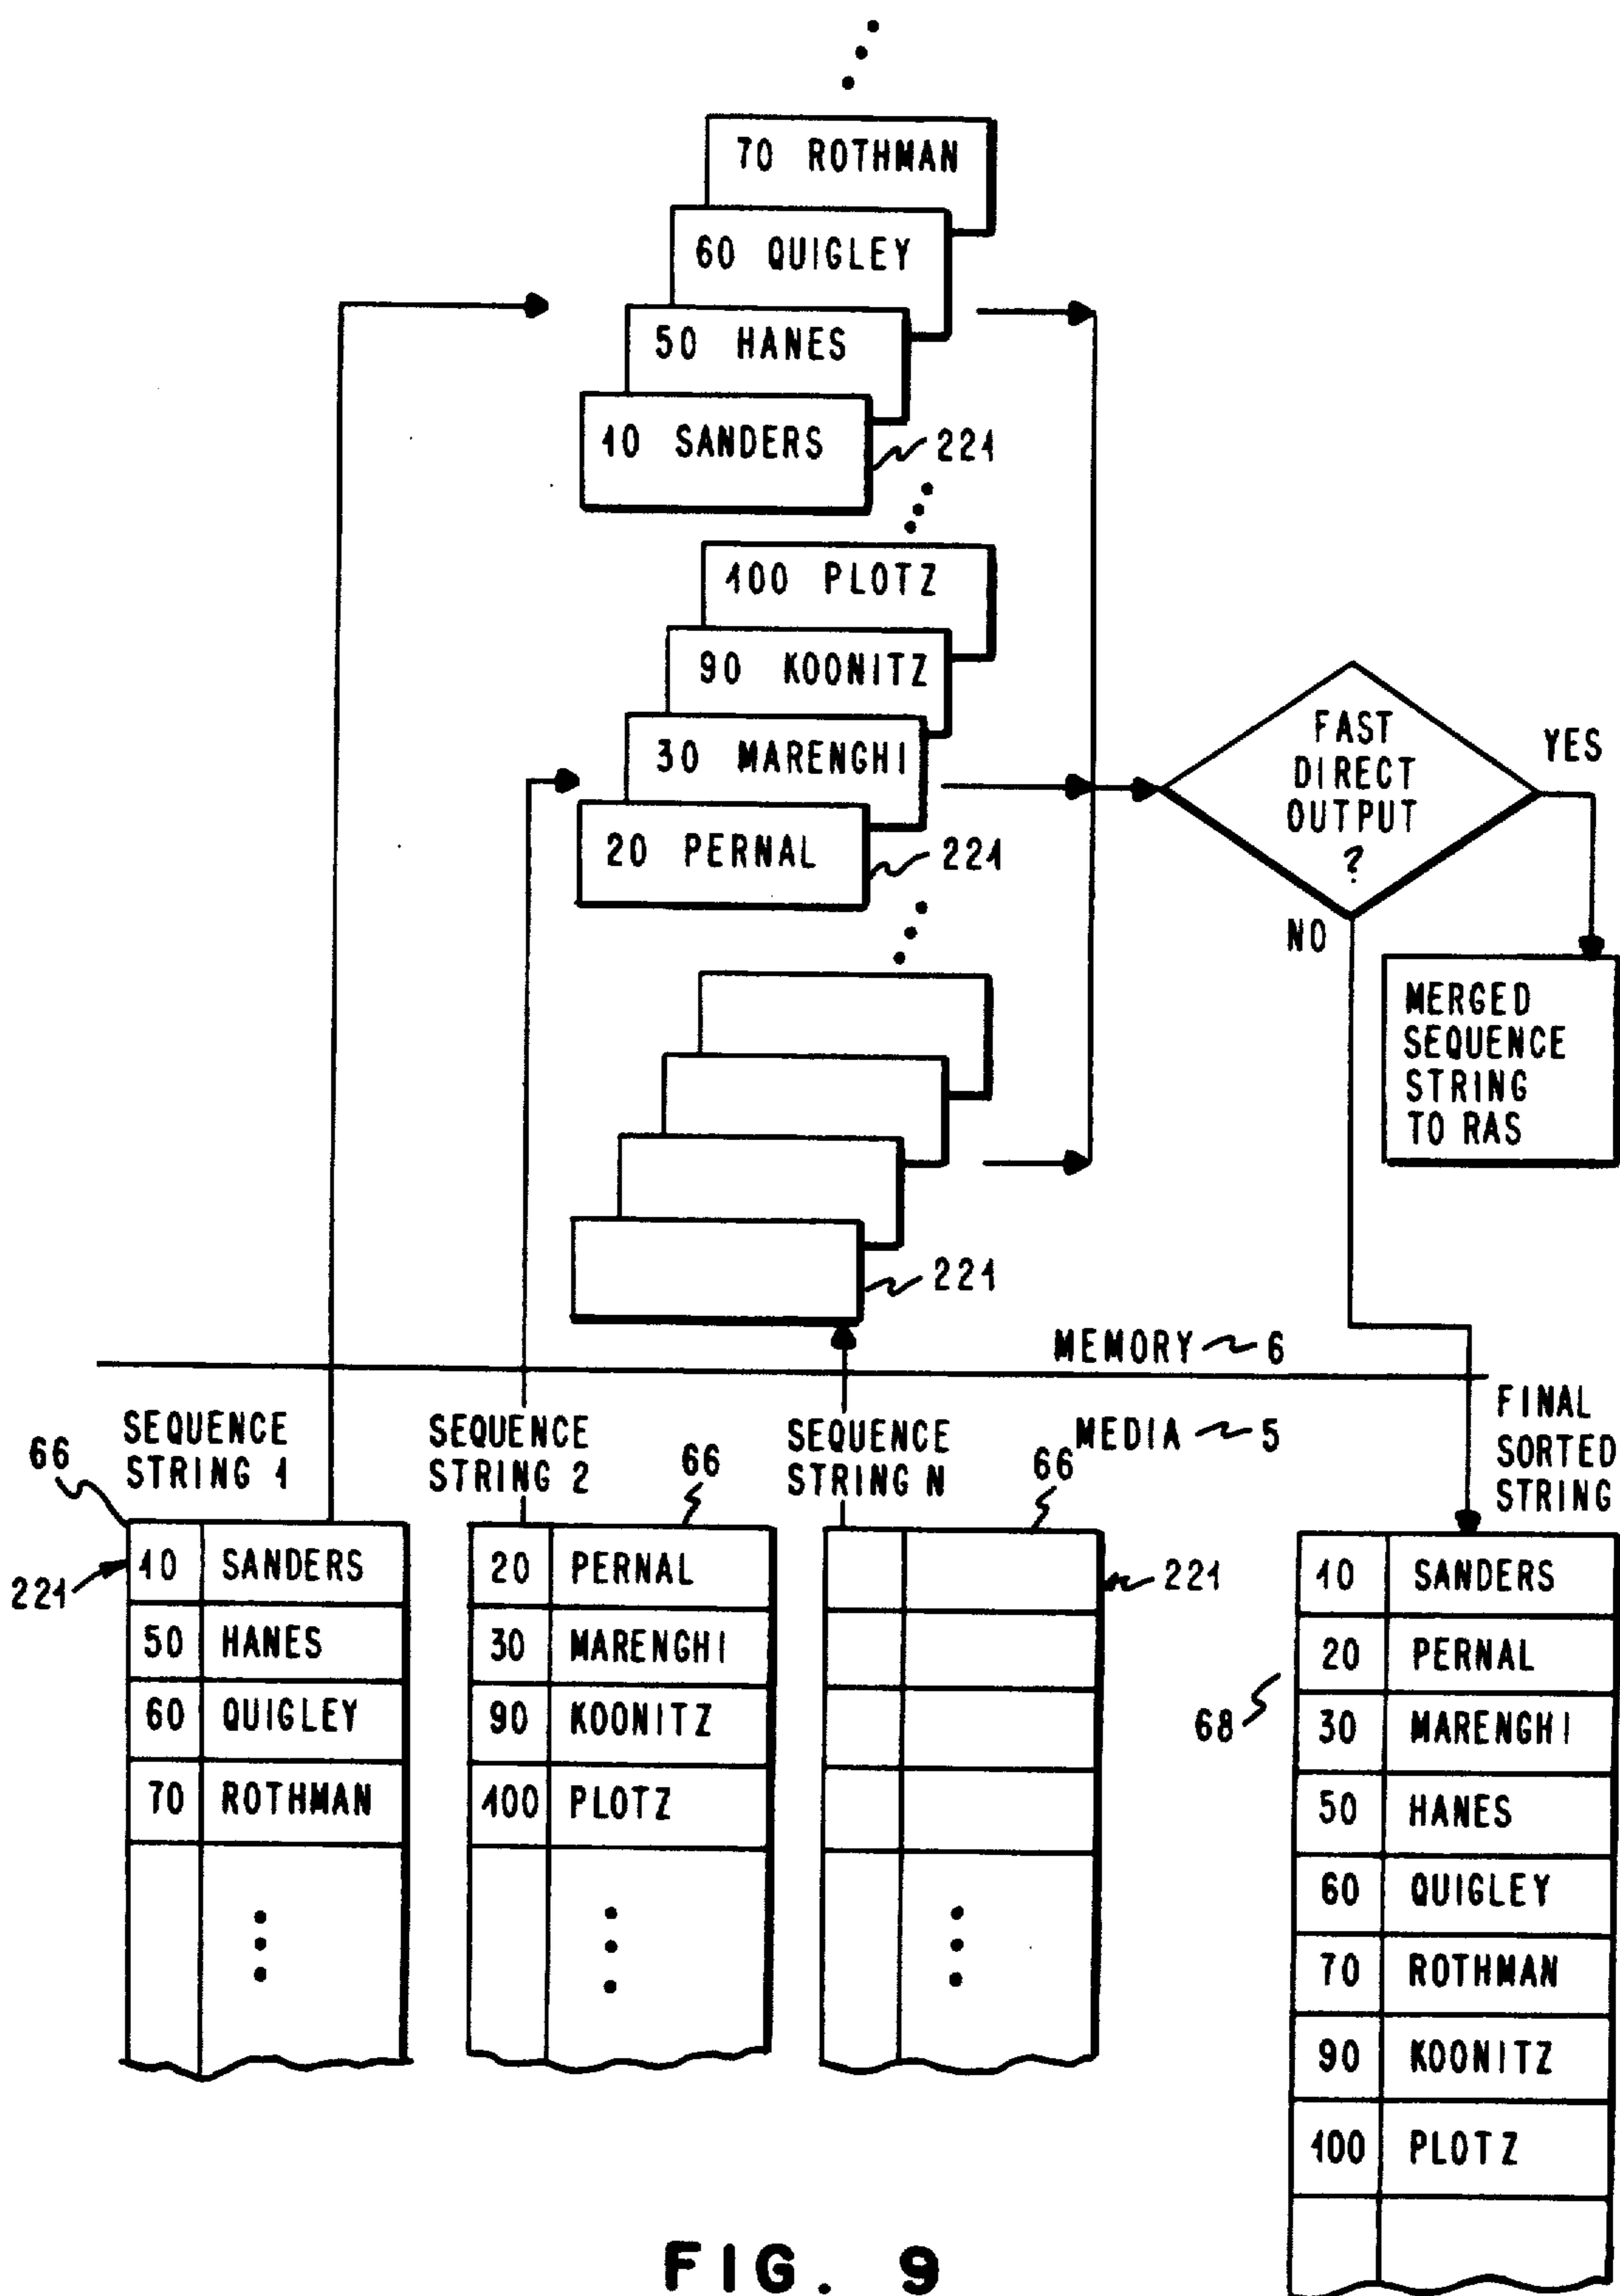 70 ROTHMAN
60 QUIGLEY
50 HANES
10 SANDERS
221
100 PLOTZ
90 KOONITZ
30 MARENGHI
20 PERNAL
221
FAST
DIRECT
OUTPUT
?
YES
NO
MERGED
SEQUENCE
STRING
TO RAS
221
MEMORY 6
MEDIA 5
SEQUENCE
STRING 1
66
221
10 SANDERS
50 HANES
60 QUIGLEY
70 ROTHMAN
SEQUENCE
STRING 2
66
20 PERNAL
30 MARENGHI
90 KOONITZ
100 PLOTZ
SEQUENCE
STRING N
66
221
FINAL
SORTED
STRING
68
10 SANDERS
20 PERNAL
30 MARENGHI
50 HANES
60 QUIGLEY
70 ROTHMAN
90 KOONITZ
100 PLOTZ
FIG. 9